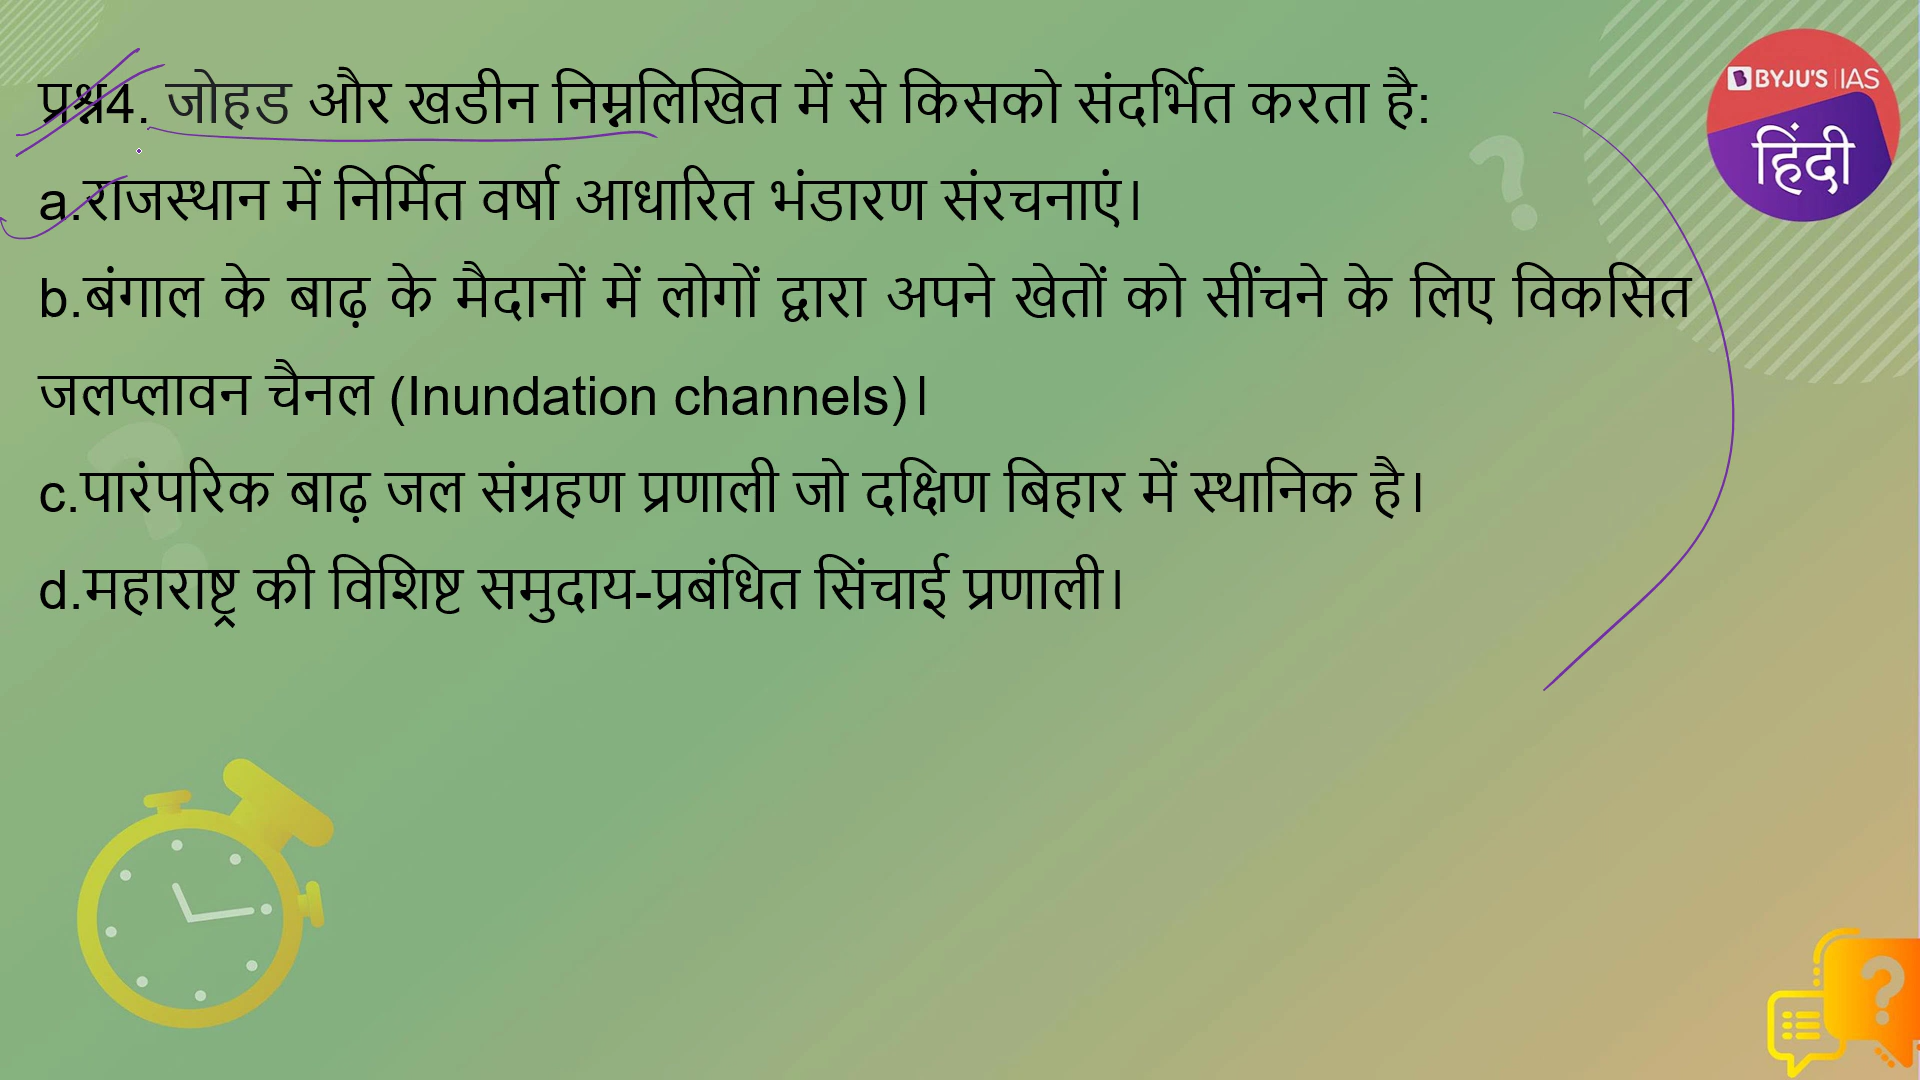 प्रश्न4. जोहड और खडीन निम्नलिखित में से किसको संदर्भित करता है:
a.राजस्थान में निर्मित वर्षा आधारित भंडारण संरचनाएं।
b.बंगाल के बाढ़ के मैदानों में लोगों द्वारा अपने खेतों को सींचने के लिए विकसित
जलप्लावन चैनल (Inundation channels)।
c.पारंपरिक बाढ़ जल संग्रहण प्रणाली जो दक्षिण बिहार में स्थानिक है।
d.महाराष्ट्र की विशिष्ट समुदाय-प्रबंधित सिंचाई प्रणाली।
BYJU'S IAS
हिंदी